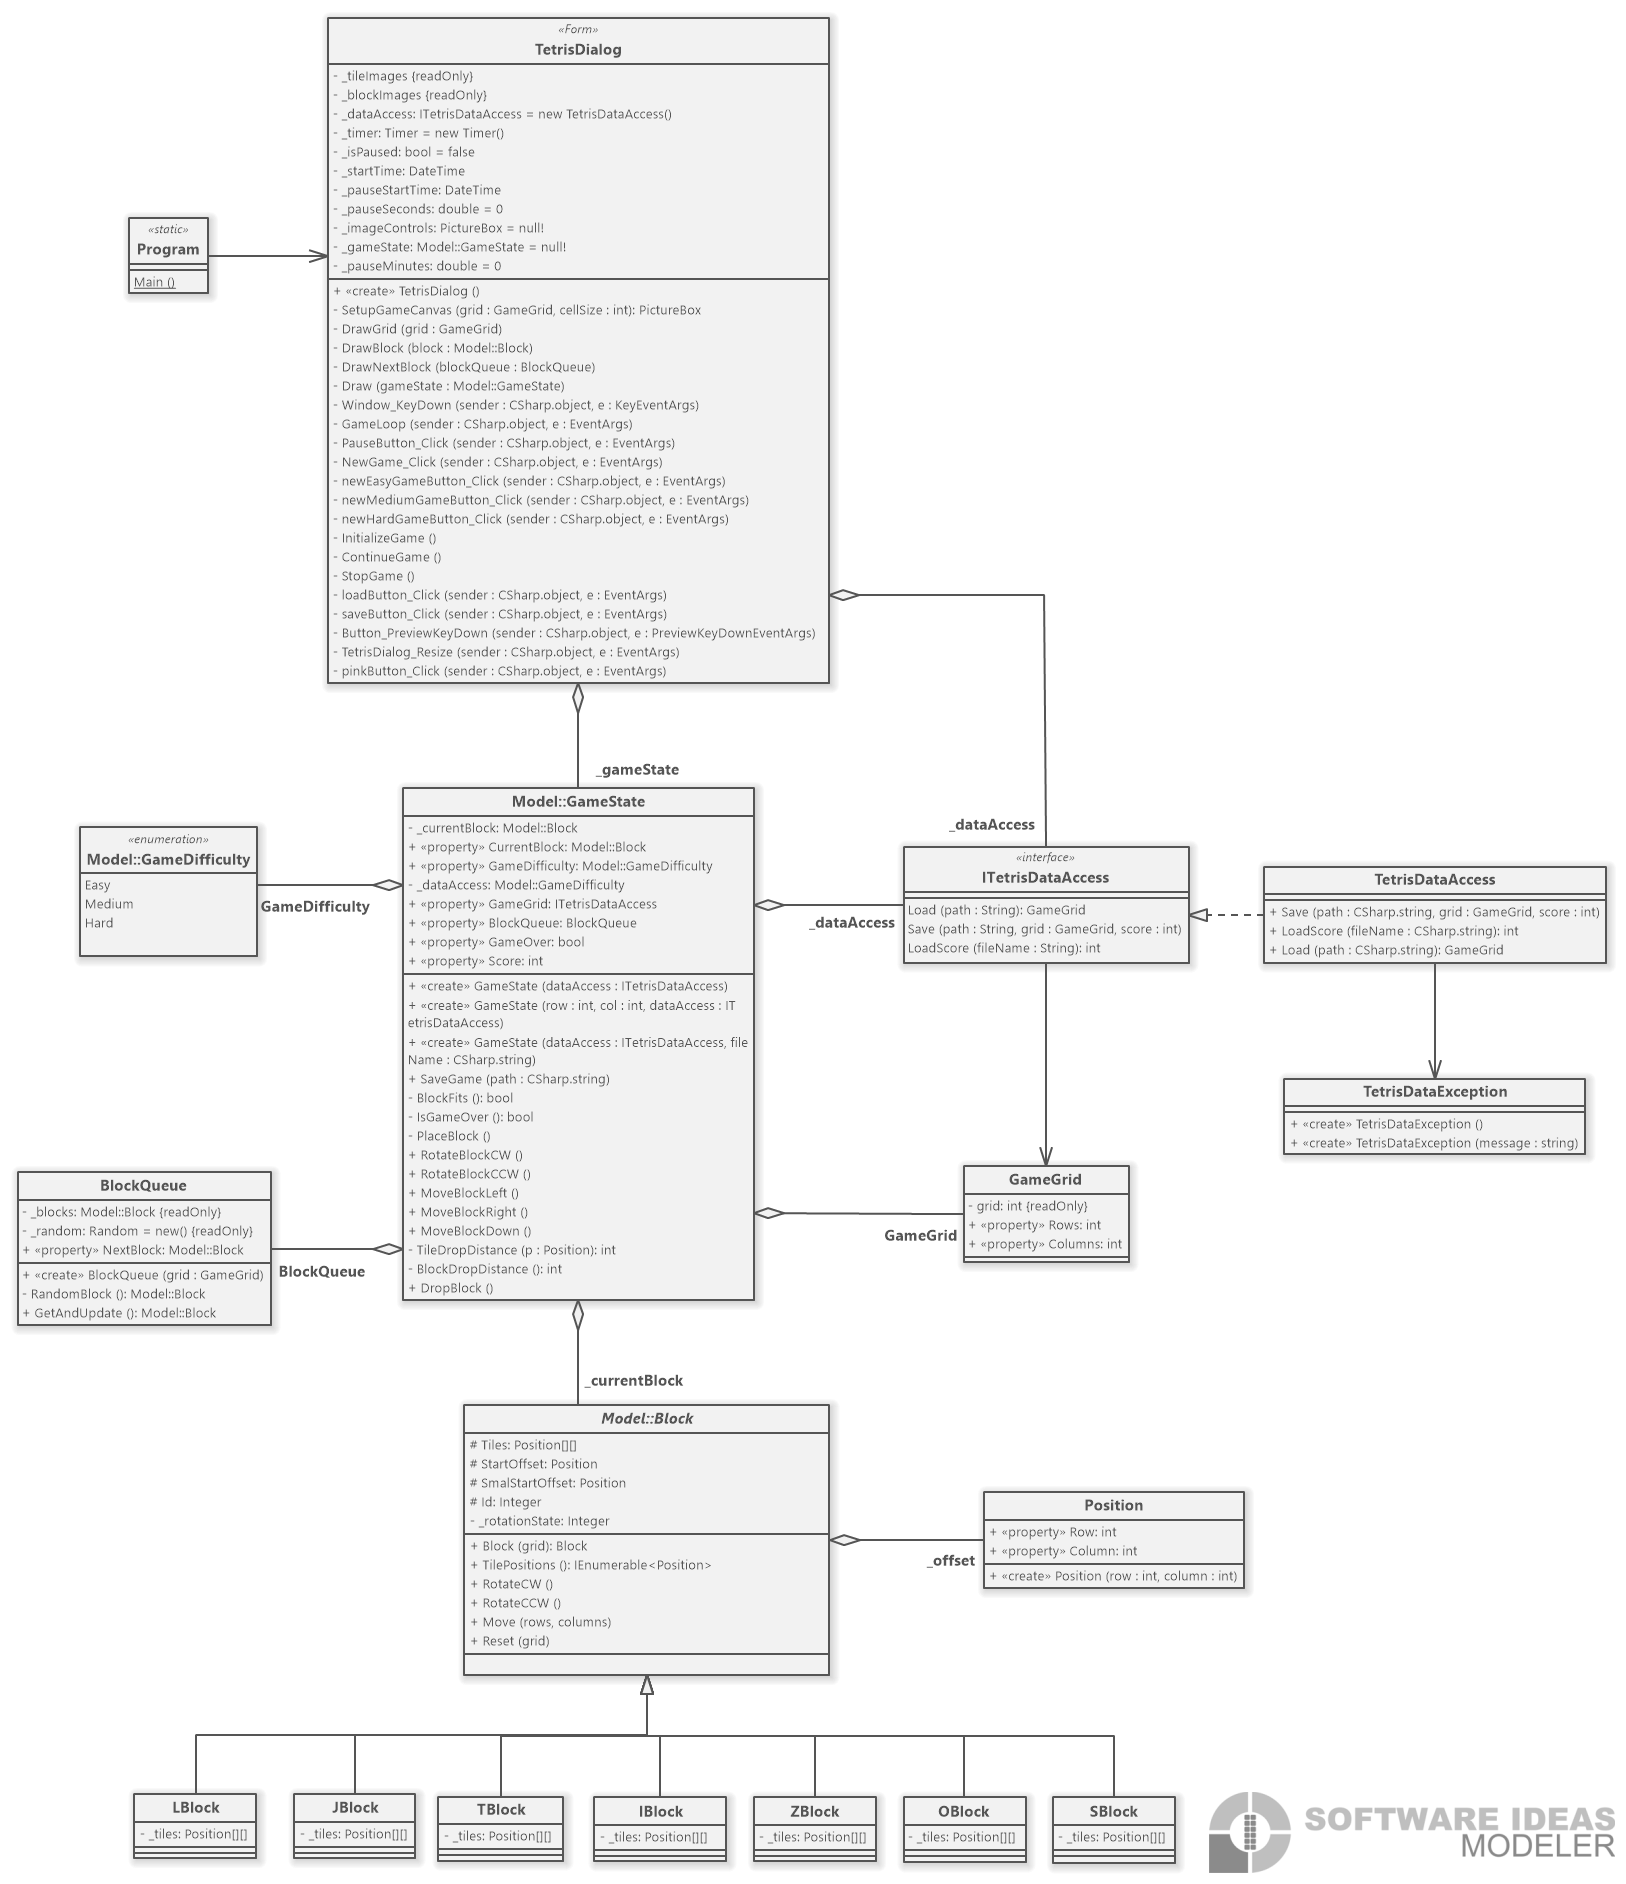 «Form»
TetrisDialog
- _tileImages {readOnly}
- _blockImages {readOnly}
- _dataAccess: ITetrisDataAccess = new TetrisDataAccess()
- _timer: Timer = new Timer()
- _isPaused: bool = false
- _startTime: DateTime
- _pauseStartTime: DateTime
- _pauseSeconds: double = 0
- _imageControls: PictureBox = null!
- _gameState: Model::GameState = null!
- _pauseMinutes: double = 0
+ «create» TetrisDialog ()
- SetupGameCanvas (grid : GameGrid, cellSize : int): PictureBox
- DrawGrid (grid : GameGrid)
- DrawBlock (block : Model::Block)
- DrawNextBlock (blockQueue : BlockQueue)
- Draw (gameState : Model::GameState)
- Window_KeyDown (sender : CSharp.object, e : KeyEventArgs)
- GameLoop (sender : CSharp.object, e : EventArgs)
- PauseButton_Click (sender : CSharp.object, e : EventArgs)
- NewGame_Click (sender : CSharp.object, e : EventArgs)
- newEasyGameButton_Click (sender : CSharp.object, e : EventArgs)
- newMediumGameButton_Click (sender : CSharp.object, e : EventArgs)
- newHardGameButton_Click (sender : CSharp.object, e : EventArgs)
- InitializeGame ()
- ContinueGame ()
- StopGame ()
- loadButton_Click (sender : CSharp.object, e : EventArgs)
- saveButton_Click (sender : CSharp.object, e : EventArgs)
- Button_PreviewKeyDown (sender : CSharp.object, e : PreviewKeyDownEventArgs)
- TetrisDialog_Resize (sender : CSharp.object, e : EventArgs)
- pinkButton_Click (sender : CSharp.object, e : EventArgs)
«static»
Program
Main ()
_gameState
Model::GameState
- _currentBlock: Model::Block
+ «property» CurrentBlock: Model::Block
+ «property» GameDifficulty: Model::GameDifficulty
- _dataAccess: Model::GameDifficulty
+ «property» GameGrid: ITetrisDataAccess
+ «property» BlockQueue: BlockQueue
+ «property» GameOver: bool
+ «property» Score: int
+ «create» GameState (dataAccess : ITetrisDataAccess)
+ «create» GameState (row : int, col : int, dataAccess : IT
etrisDataAccess)
+ «create» GameState (dataAccess : ITetrisDataAccess, file
Name : CSharp.string)
+ SaveGame (path : CSharp.string)
- BlockFits (): bool
- IsGameOver (): bool
- PlaceBlock ()
+ RotateBlockCW ()
+ RotateBlockCCW ()
+ MoveBlockLeft ()
+ MoveBlockRight ()
+ MoveBlockDown ()
- TileDropDistance (p : Position): int
- BlockDropDistance (): int
+ DropBlock ()
«enumeration»
Model::GameDifficulty
Easy
Medium
Hard
GameDifficulty
_dataAccess
_dataAccess
«interface»
ITetrisDataAccess
Load (path : String): GameGrid
Save (path : String, grid : GameGrid, score : int)
LoadScore (fileName : String): int
TetrisDataAccess
+ Save (path : CSharp.string, grid : GameGrid, score : int)
+ LoadScore (fileName : CSharp.string): int
+ Load (path : CSharp.string): GameGrid
TetrisDataException
+ «create» TetrisDataException ()
+ «create» TetrisDataException (message : string)
BlockQueue
- _blocks: Model::Block {readOnly}
- _random: Random = new() {readOnly}
+ «property» NextBlock: Model::Block
+ «create» BlockQueue (grid : GameGrid)
- RandomBlock (): Model::Block
+ GetAndUpdate (): Model::Block
BlockQueue
GameGrid
GameGrid
- grid: int {readOnly}
+ «property» Rows: int
+ «property» Columns: int
_currentBlock
Model::Block
# Tiles: Position[][]
# StartOffset: Position
# SmalStartOffset: Position
# Id: Integer
- _rotationState: Integer
+ Block (grid): Block
+ TilePositions (): IEnumerable<Position>
+ RotateCW ()
+ RotateCCW ()
+ Move (rows, columns)
+ Reset (grid)
_offset
Position
+ «property» Row: int
+ «property» Column: int
+ «create» Position (row : int, column : int)
LBlock
- _tiles: Position[][]
JBlock
- _tiles: Position[][]
TBlock
- _tiles: Position[][]
IBlock
- _tiles: Position[][]
ZBlock
- _tiles: Position[][]
OBlock
- _tiles: Position[][]
SBlock
- _tiles: Position[][]
SOFTWARE IDEAS
MODELER